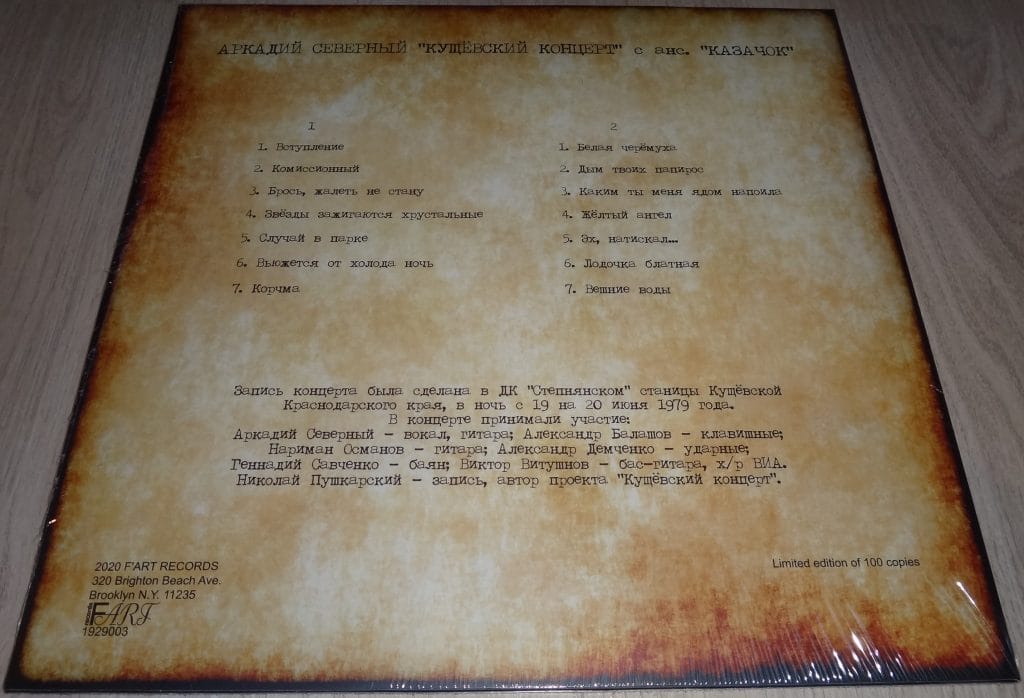 АРКАДИЙ СЕВЕРНЫЙ "КУЩЁВСКИЙ КОНЦЕРТ" с анс. "КАЗАЧОК"
1
1. Вступление
2. Комиссионный
3. Брось, жалеть не стану
4. Звёзды зажигаются хрустальные
5. Случай в парке
6. Вьюжется от холода ночь
7. Корчма
2
1. Белая черёмуха
2. Дым твоих папирос
3. Каким ты меня ядом напоила
4. Жёлтый ангел
5. Эх, натискал...
6. Лодочка блатная
7. Вешние воды
Запись концерта была сделана в ДК "Степнянском" станицы Кущёвской
Краснодарского края, в ночь с 19 на 20 июня 1979 года.
В концерте принимали участие:
Аркадий Северный - вокал, гитара; Александр Балашов - клавишные;
Нариман Османов - гитара; Александр Демченко - ударные;
Геннадий Савченко - баян; Виктор Витушнов - бас-гитара, х/р ВИА.
Николай Пушкарский - запись, автор проекта "Кущёвский концерт".
2020 F'ART RECORDS
320 Brighton Beach Ave.
Brooklyn N.Y. 11235
records FART
1929003
Limited edition of 100 copies